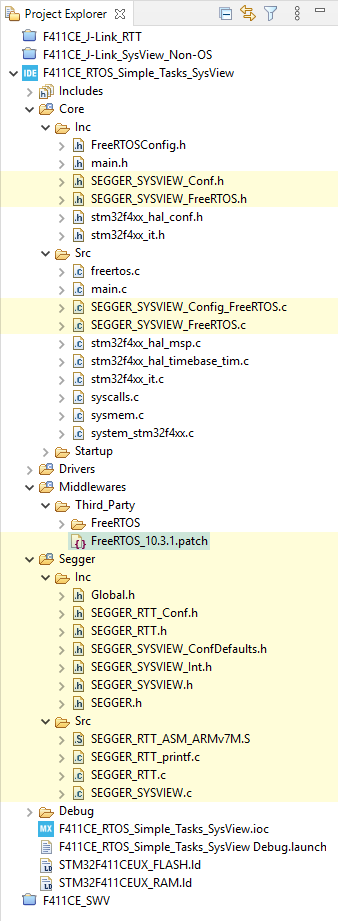 Project Explorer
F411CE_J-Link_RTT
F411CE_J-Link_SysView_Non-OS
IDE F411CE_RTOS_Simple_Tasks_SysView
Includes
Core
Inc
.h FreeRTOSConfig.h
.h main.h
.h SEGGER_SYSVIEW_Conf.h
.h SEGGER_SYSVIEW_FreeRTOS.h
.h stm32f4xx_hal_conf.h
.h stm32f4xx_it.h
Src
.c freertos.c
.c main.c
.c SEGGER_SYSVIEW_Config_FreeRTOS.c
.c SEGGER_SYSVIEW_FreeRTOS.c
.c stm32f4xx_hal_msp.c
.c stm32f4xx_hal_timebase_tim.c
.c stm32f4xx_it.c
.c syscalls.c
.c sysmem.c
.c system_stm32f4xx.c
Startup
Drivers
Middlewares
Third_Party
FreeRTOS
{} FreeRTOS_10.3.1.patch
Segger
Inc
.h Global.h
.h SEGGER_RTT_Conf.h
.h SEGGER_RTT.h
.h SEGGER_SYSVIEW_ConfDefaults.h
.h SEGGER_SYSVIEW_Int.h
.h SEGGER_SYSVIEW.h
.h SEGGER.h
Src
.S SEGGER_RTT_ASM_ARMv7M.S
.c SEGGER_RTT_printf.c
.c SEGGER_RTT.c
.c SEGGER_SYSVIEW.c
Debug
MX F411CE_RTOS_Simple_Tasks_SysView.ioc
F411CE_RTOS_Simple_Tasks_SysView Debug.launch
LD STM32F411CEUX_FLASH.ld
LD STM32F411CEUX_RAM.ld
F411CE_SWV